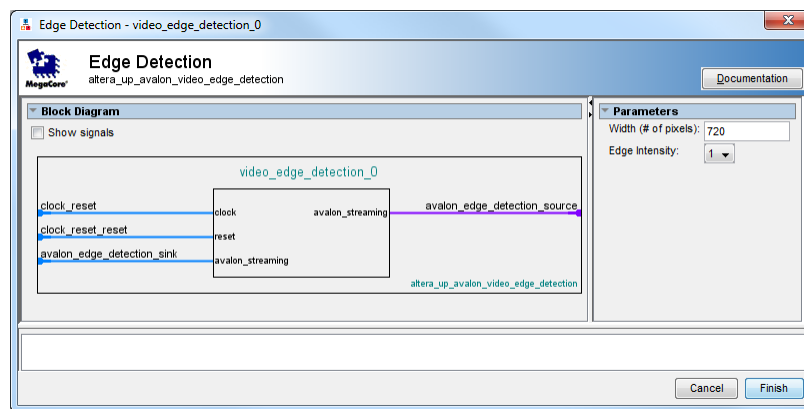 Edge Detection - video_edge_detection_0
MegaCore®
Edge Detection
altera_up_avalon_video_edge_detection
Documentation
Block Diagram
Show signals
video_edge_detection_0
clock_reset
clock
clock_reset_reset
reset
avalon_edge_detection_sink
avalon_streaming
avalon_streaming
avalon_edge_detection_source
altera_up_avalon_video_edge_detection
Parameters
Width (# of pixels): 720
Edge Intensity: 1
Cancel
Finish